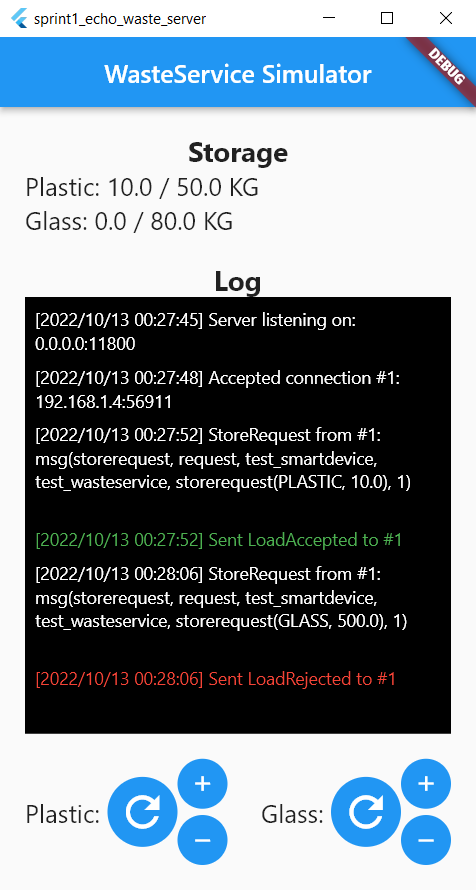 sprint1_echo_waste_server
WasteService Simulator
DEBUG
Storage
Plastic: 10.0 / 50.0 KG
Glass: 0.0 / 80.0 KG
Log
[2022/10/13 00:27:45] Server listening on:
0.0.0.0:11800
[2022/10/13 00:27:48] Accepted connection #1:
192.168.1.4:56911
[2022/10/13 00:27:52] StoreRequest from #1:
msg(storerequest, request, test_smartdevice,
test_wasteservice, storerequest(PLASTIC, 10.0), 1)
[2022/10/13 00:27:52] Sent LoadAccepted to #1
[2022/10/13 00:28:06] StoreRequest from #1:
msg(storerequest, request, test_smartdevice,
test_wasteservice, storerequest(GLASS, 500.0), 1)
[2022/10/13 00:28:06] Sent LoadRejected to #1
Plastic: + − Glass: + −